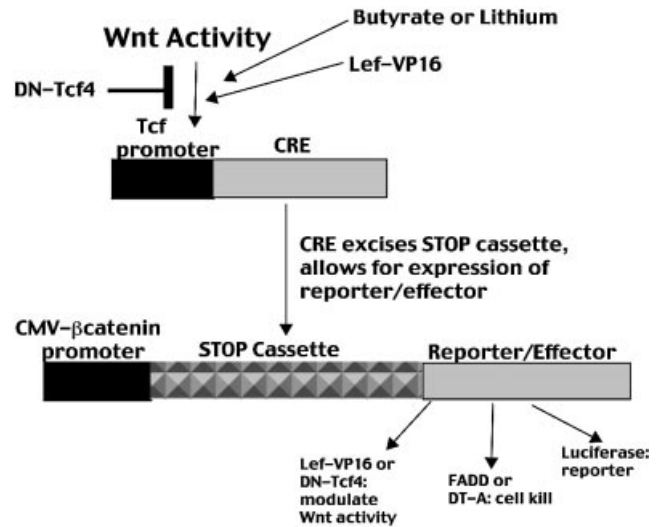 Butyrate or Lithium
Wnt Activity
Lef–VP16
DN–Tcf4
Tcf
promoter
CRE
CRE excises STOP cassette,
allows for expression of
reporter/effector
CMV–βcatenin
promoter
STOP Cassette
Reporter/Effector
Lef–VP16 or
DN–Tcf4:
modulate
Wnt activity
FADD or
DT–A: cell kill
Luciferase:
reporter